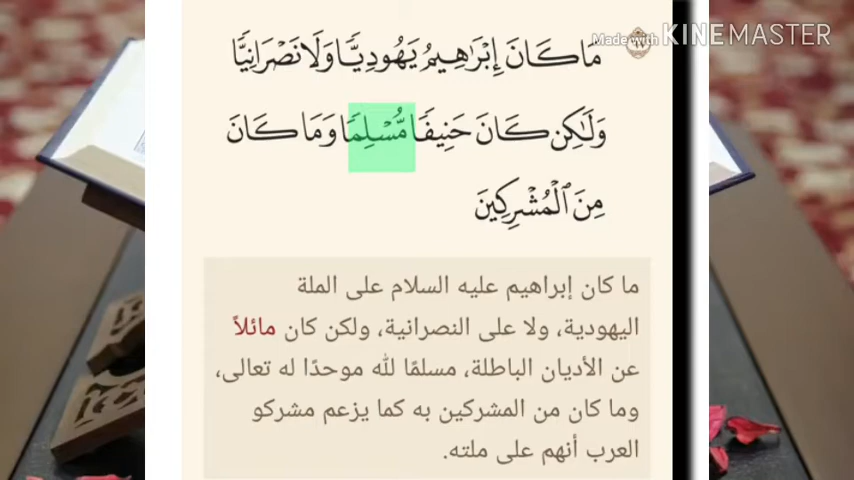 Made with KINEMASTER
مَا كَانَ إِبْرَٰهِيمُ يَهُودِيًّا وَلَا نَصْرَانِيًّا
وَلَٰكِن كَانَ حَنِيفًا مُّسْلِمًا وَمَا كَانَ
مِنَ ٱلْمُشْرِكِينَ
ما كان إبراهيم عليه السلام على الملة
اليهودية، ولا على النصرانية، ولكن كان مائلاً
عن الأديان الباطلة، مسلمًا لله موحدًا له تعالى،
وما كان من المشركين به كما يزعم مشركو
العرب أنهم على ملته.